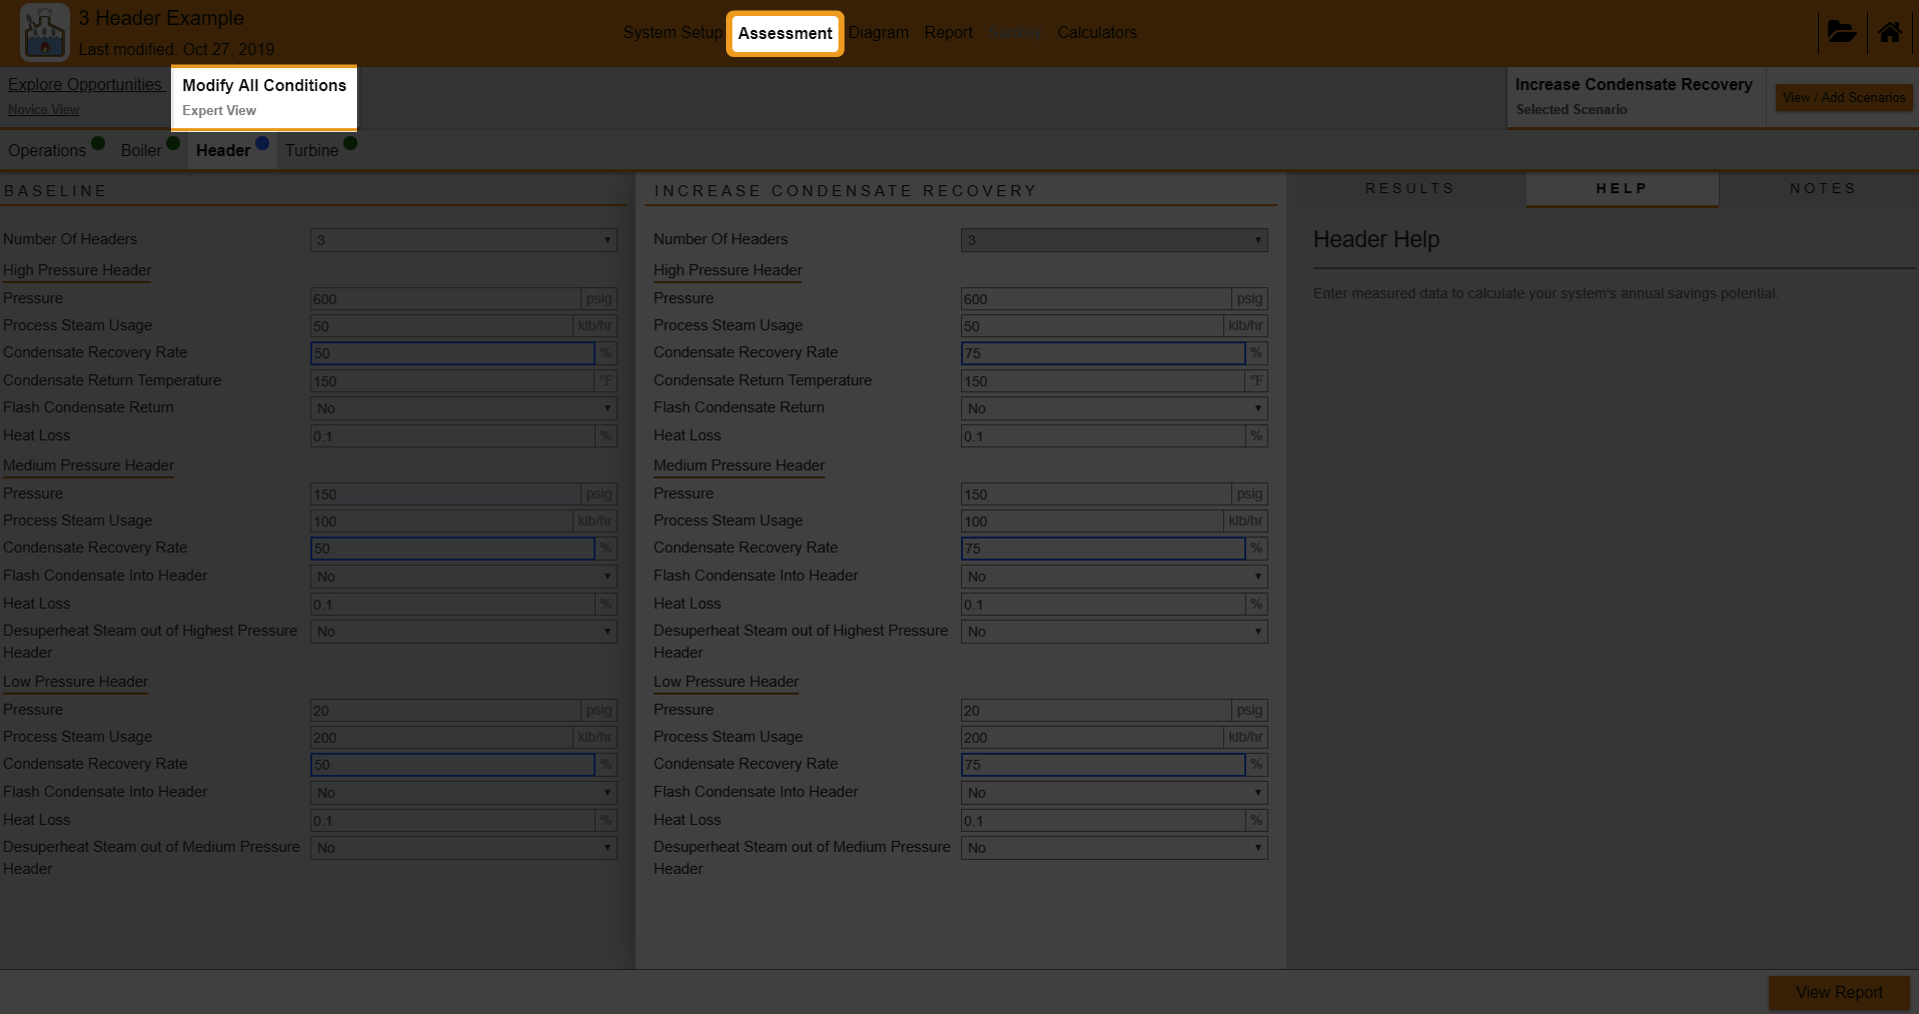 3 Header Example
Last modified: Oct 27, 2019
System Setup Assessment Diagram Report Calculators
Explore Opportunities
Novice View
Modify All Conditions
Expert View
Increase Condensate Recovery
Selected Scenario
View / Add Scenarios
Operations Boiler Header Turbine
BASELINE
Number Of Headers 3
High Pressure Header
Pressure 600 psig
Process Steam Usage 50 klb/hr
Condensate Recovery Rate 50 %
Condensate Return Temperature 150 °F
Flash Condensate Return No
Heat Loss 0.1 %
Medium Pressure Header
Pressure 150 psig
Process Steam Usage 100 klb/hr
Condensate Recovery Rate 50 %
Flash Condensate Into Header No
Heat Loss 0.1 %
Desuperheat Steam out of Highest Pressure No
Header
Low Pressure Header
Pressure 20 psig
Process Steam Usage 200 klb/hr
Condensate Recovery Rate 50 %
Flash Condensate Into Header No
Heat Loss 0.1 %
Desuperheat Steam out of Medium Pressure No
Header
INCREASE CONDENSATE RECOVERY
Number Of Headers 3
High Pressure Header
Pressure 600 psig
Process Steam Usage 50 klb/hr
Condensate Recovery Rate 75 %
Condensate Return Temperature 150 °F
Flash Condensate Return No
Heat Loss 0.1 %
Medium Pressure Header
Pressure 150 psig
Process Steam Usage 100 klb/hr
Condensate Recovery Rate 75 %
Flash Condensate Into Header No
Heat Loss 0.1 %
Desuperheat Steam out of Highest Pressure No
Header
Low Pressure Header
Pressure 20 psig
Process Steam Usage 200 klb/hr
Condensate Recovery Rate 75 %
Flash Condensate Into Header No
Heat Loss 0.1 %
Desuperheat Steam out of Medium Pressure No
Header
RESULTS HELP NOTES
Header Help
Enter measured data to calculate your system's annual savings potential.
View Report